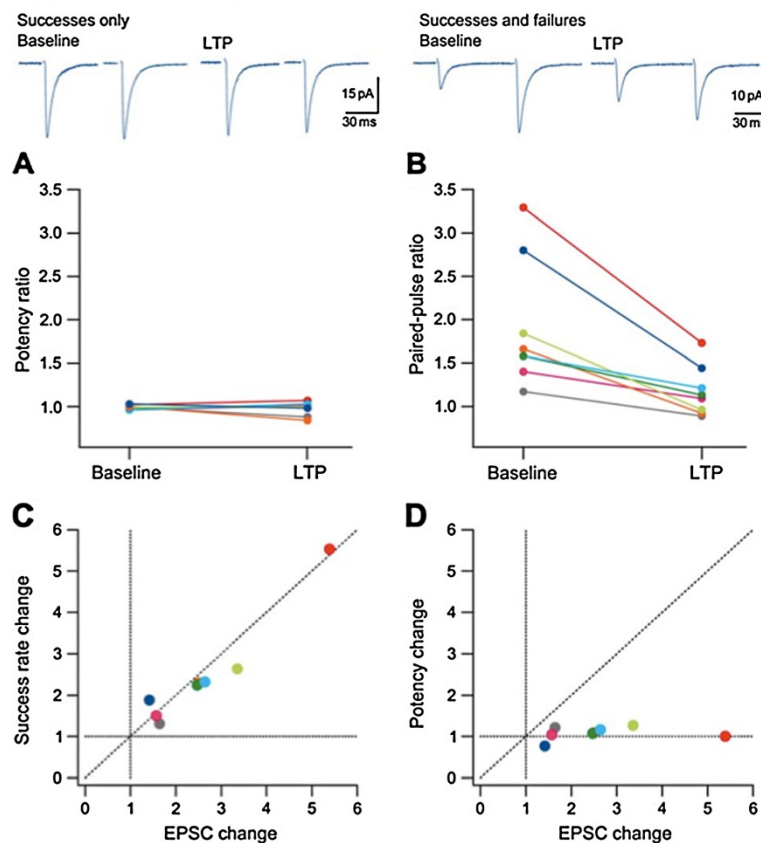 Successes only
Baseline LTP
15 pA
30 ms
Successes and failures
Baseline LTP
10 pA
30 ms
A
3.5
3.0
2.5
2.0
1.5
1.0
Potency ratio
Baseline LTP
B
3.5
3.0
2.5
2.0
1.5
1.0
Paired-pulse ratio
Baseline LTP
C
6
5
4
3
2
1
0
Success rate change
0 1 2 3 4 5 6
EPSC change
D
6
5
4
3
2
1
0
Potency change
0 1 2 3 4 5 6
EPSC change